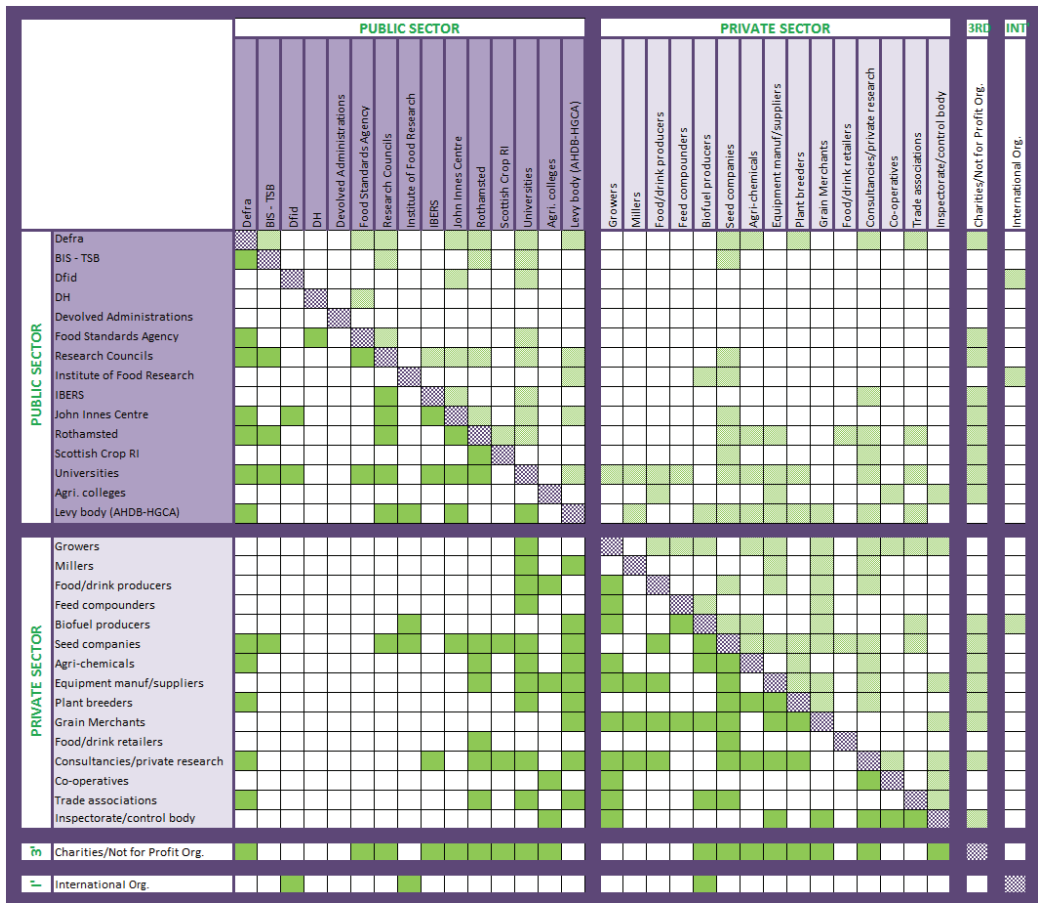 PUBLIC SECTOR
PRIVATE SECTOR
3RD
INT'
Defra
BIS - TSB
Dfid
DH
Devolved Administrations
Food Standards Agency
Research Councils
Institute of Food Research
IBERS
John Innes Centre
Rothamsted
Scottish Crop RI
Universities
Agri. colleges
Levy body (AHDB-HGCA)
Growers
Millers
Food/drink producers
Feed compounders
Biofuel producers
Seed companies
Agri-chemicals
Equipment manuf/suppliers
Plant breeders
Grain Merchants
Food/drink retailers
Consultancies/private research
Co-operatives
Trade associations
Inspectorate/control body
Charities/Not for Profit Org.
International Org.
PUBLIC SECTOR
Defra
BIS - TSB
Dfid
DH
Devolved Administrations
Food Standards Agency
Research Councils
Institute of Food Research
IBERS
John Innes Centre
Rothamsted
Scottish Crop RI
Universities
Agri. colleges
Levy body (AHDB-HGCA)
PRIVATE SECTOR
Growers
Millers
Food/drink producers
Feed compounders
Biofuel producers
Seed companies
Agri-chemicals
Equipment manuf/suppliers
Plant breeders
Grain Merchants
Food/drink retailers
Consultancies/private research
Co-operatives
Trade associations
Inspectorate/control body
Charities/Not for Profit Org.
International Org.